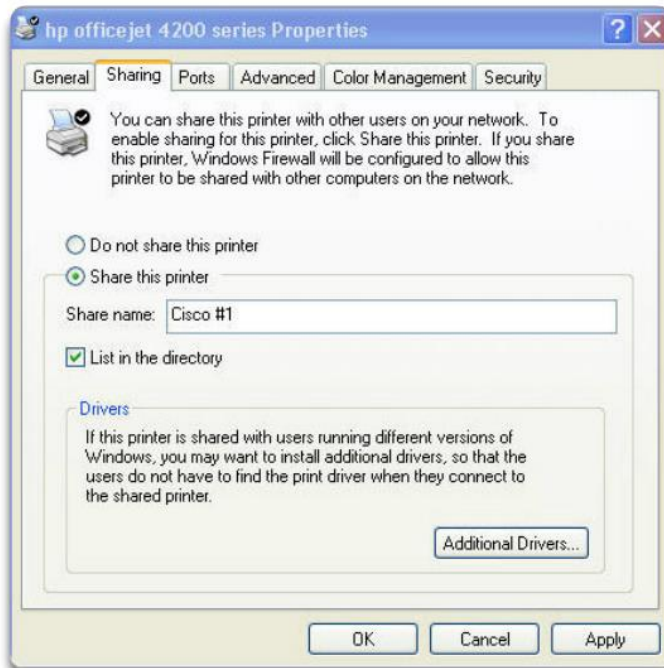 hp officejet 4200 series Properties
General Sharing Ports Advanced Color Management Security
You can share this printer with other users on your network. To
enable sharing for this printer, click Share this printer. If you share
this printer, Windows Firewall will be configured to allow this
printer to be shared with other computers on the network.
Do not share this printer
Share this printer
Share name: Cisco #1
List in the directory
Drivers
If this printer is shared with users running different versions of
Windows, you may want to install additional drivers, so that the
users do not have to find the print driver when they connect to
the shared printer.
Additional Drivers...
OK Cancel Apply